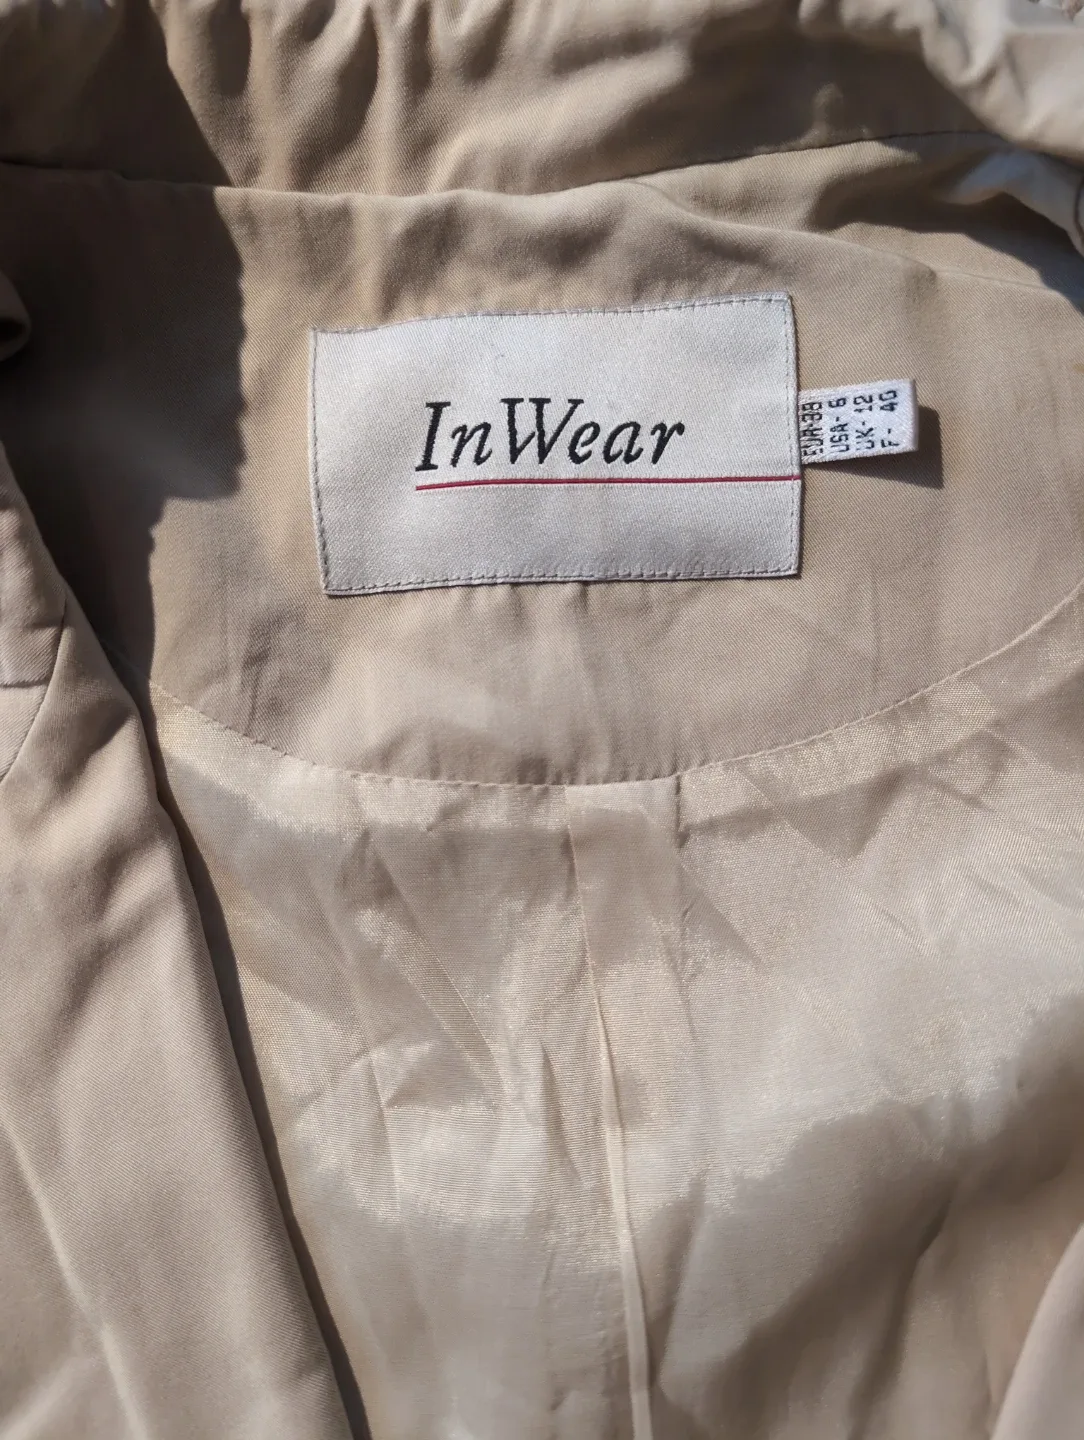 InWear
EUR-38
USA- 6
UK- 12
F- 40